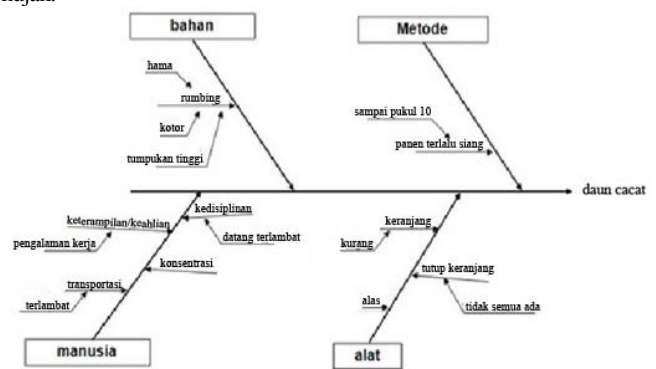 hajau.
bahan
Metode
hama
rumbing
kotor
tumpukan tinggi
sampai pukul 10
panen terlalu siang
daun cacat
kedisiplinan
keterampilan/keahlian
datang terlambat
pengalaman kerja
konsentrasi
transportasi
terlambat
manusia
keranjang
kurang
tutup keranjang
alas
tidak semua ada
alat